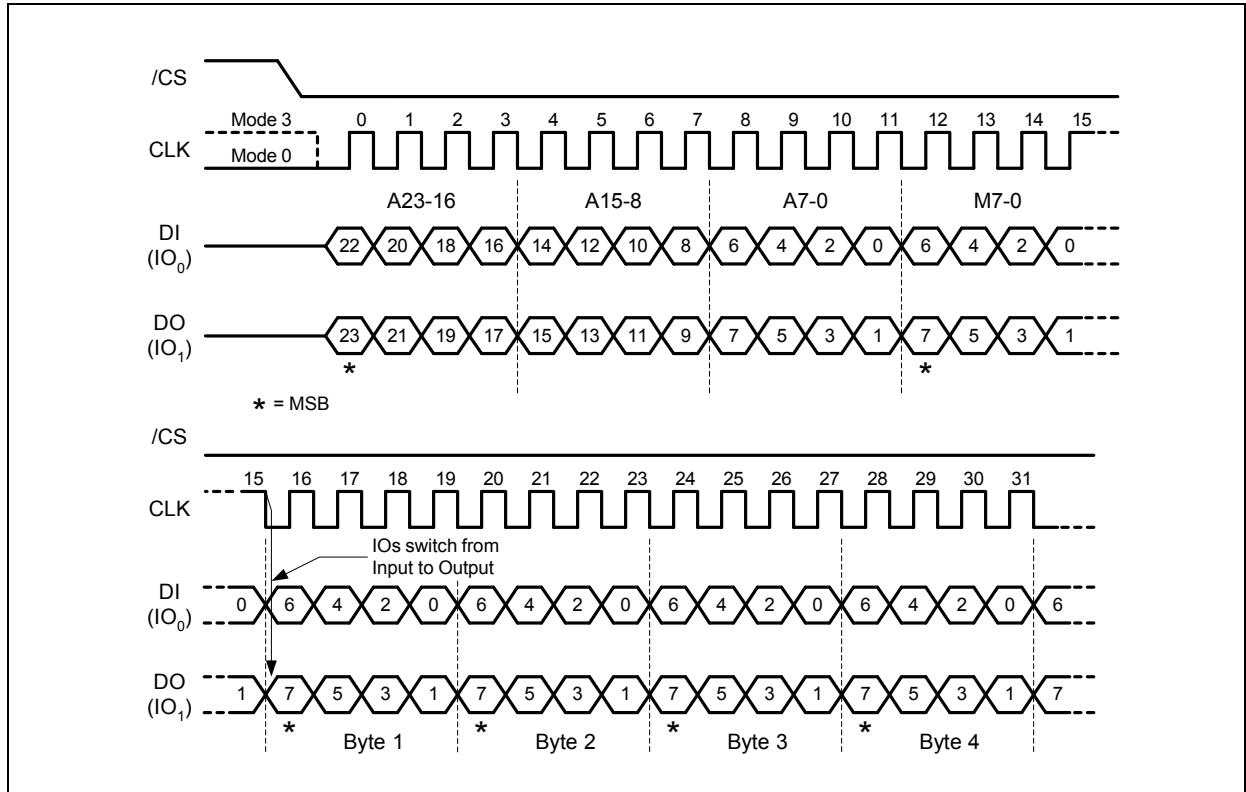 /CS
Mode 3 0 1 2 3 4 5 6 7 8 9 10 11 12 13 14 15
CLK
Mode 0
A23-16 A15-8 A7-0 M7-0
DI
(IO0)
22 20 18 16 14 12 10 8 6 4 2 0 6 4 2 0
DO
(IO1)
23 21 19 17 15 13 11 9 7 5 3 1 7 5 3 1
* *
* = MSB
/CS
15 16 17 18 19 20 21 22 23 24 25 26 27 28 29 30 31
CLK
IOs switch from
Input to Output
DI
(IO0)
0 6 4 2 0 6 4 2 0 6 4 2 0 6 4 2 0 6
DO
(IO1)
1 7 5 3 1 7 5 3 1 7 5 3 1 7 5 3 1 7
* * * *
Byte 1 Byte 2 Byte 3 Byte 4